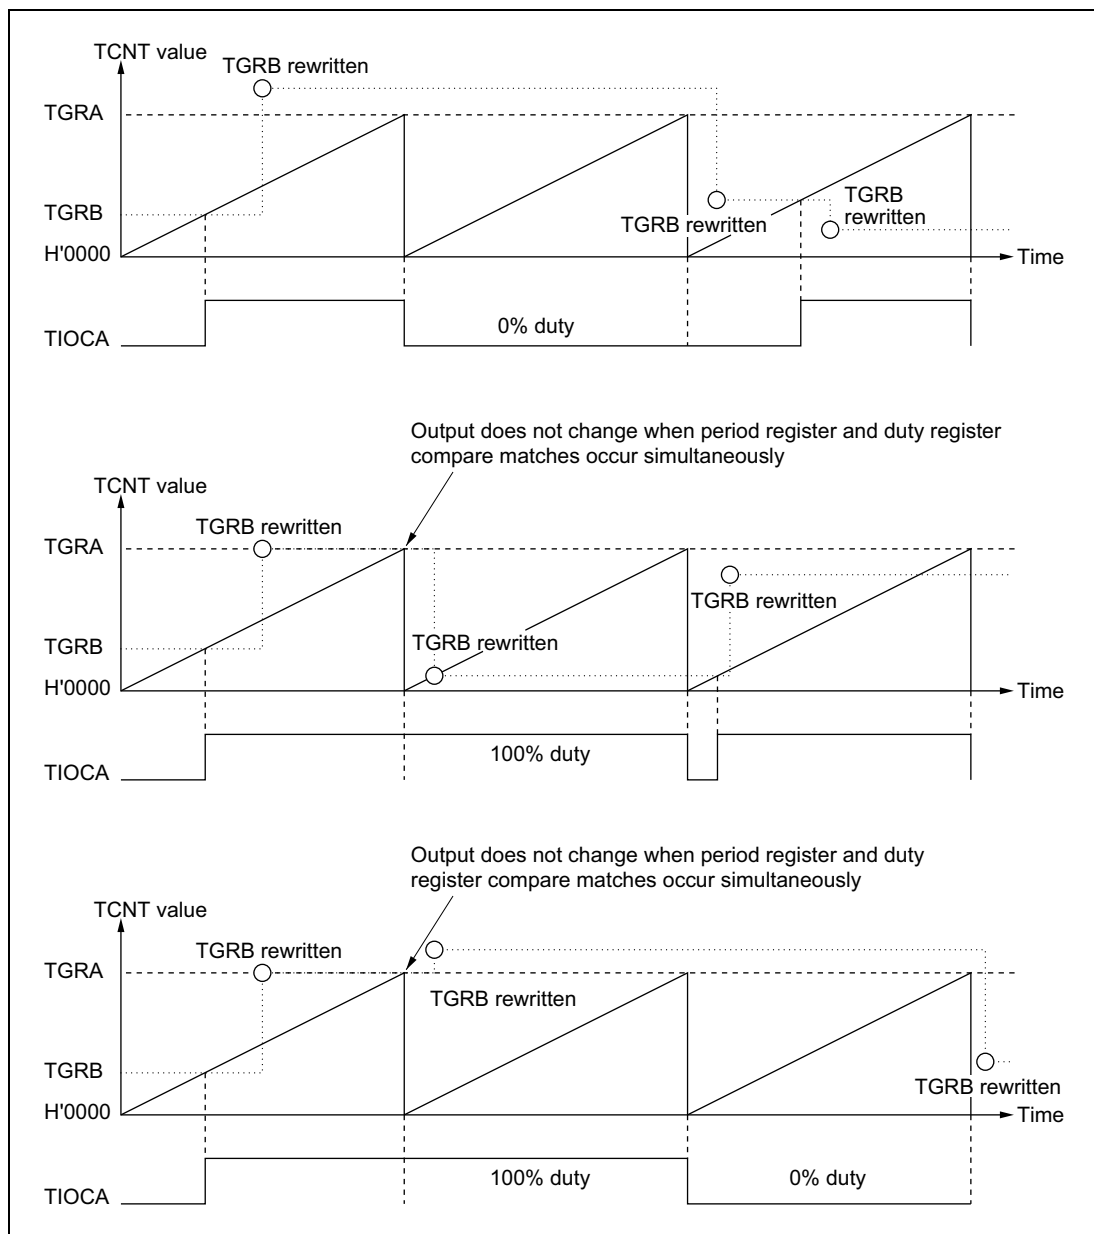 TCNT value
TGRB rewritten
TGRA
TGRB
rewritten
TGRB
TGRB rewritten
H'0000
Time
0% duty
TIOCA
Output does not change when period register and duty register
compare matches occur simultaneously
TCNT value
TGRB rewritten
TGRA
TGRB rewritten
TGRB
TGRB rewritten
H'0000
Time
100% duty
TIOCA
Output does not change when period register and duty
register compare matches occur simultaneously
TCNT value
TGRB rewritten
TGRA
TGRB rewritten
TGRB
TGRB rewritten
H'0000
Time
100% duty
0% duty
TIOCA